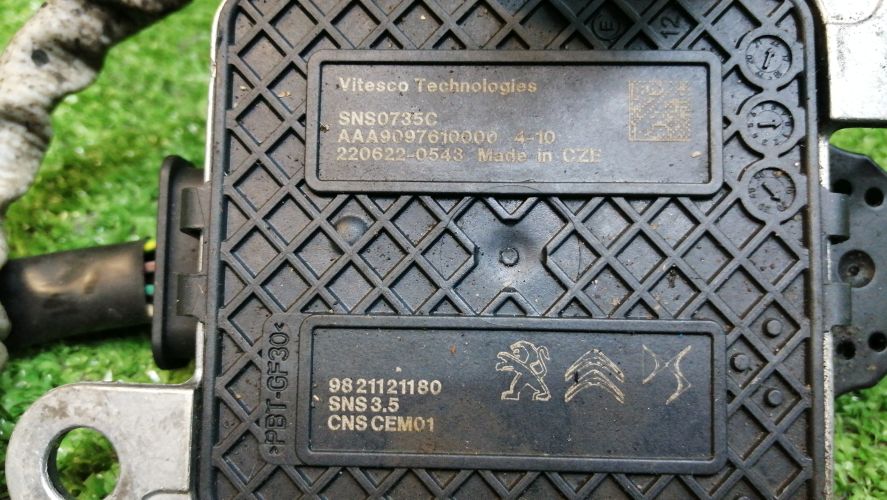 E 12
Vitesco Technologies
SNS0735C
AAA9097610000 4-10
220622-0543 Made in CZE
>PBT-GF30<
9821121180
SNS 3.5
CNS CEM01